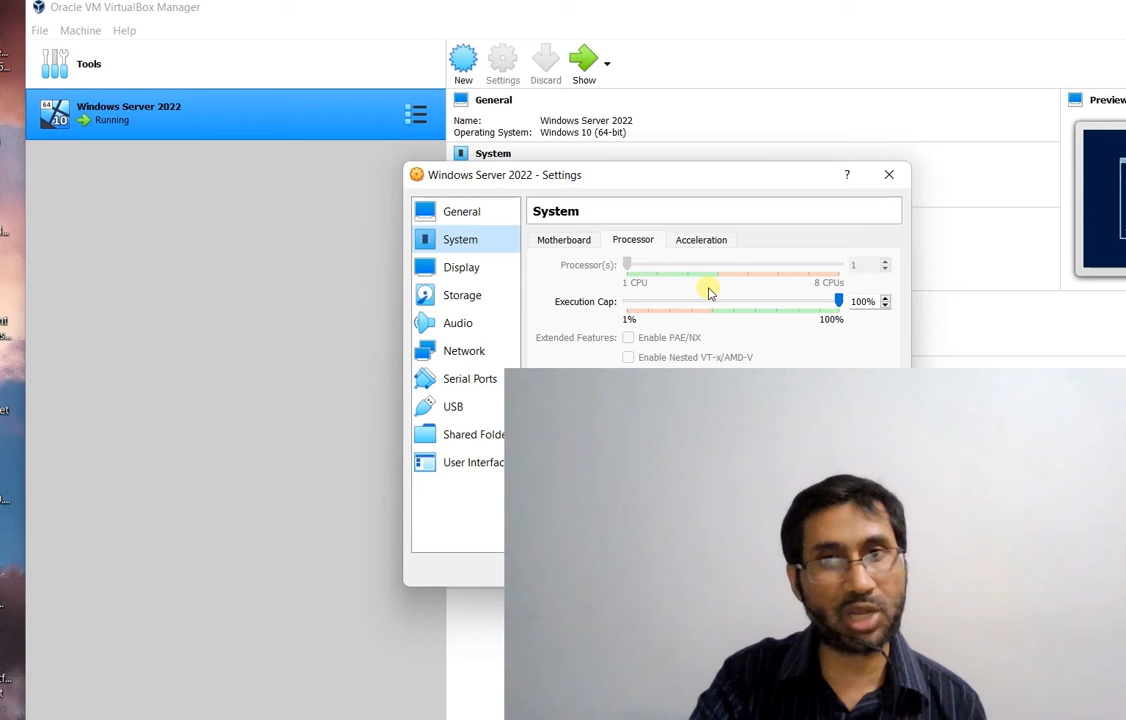 Oracle VM VirtualBox Manager
File Machine Help
Tools
New Settings Discard Show
Windows Server 2022
Running
64
10
General
Name: Windows Server 2022
Operating System: Windows 10 (64-bit)
System
Preview
Windows Server 2022 - Settings
?
General
System
Display
Storage
Audio
Network
Serial Ports
USB
Shared Folde
User Interfac
System
Motherboard Processor Acceleration
Processor(s): 1
1 CPU 8 CPUs
Execution Cap: 100%
1% 100%
Extended Features: Enable PAE/NX
Enable Nested VT-x/AMD-V